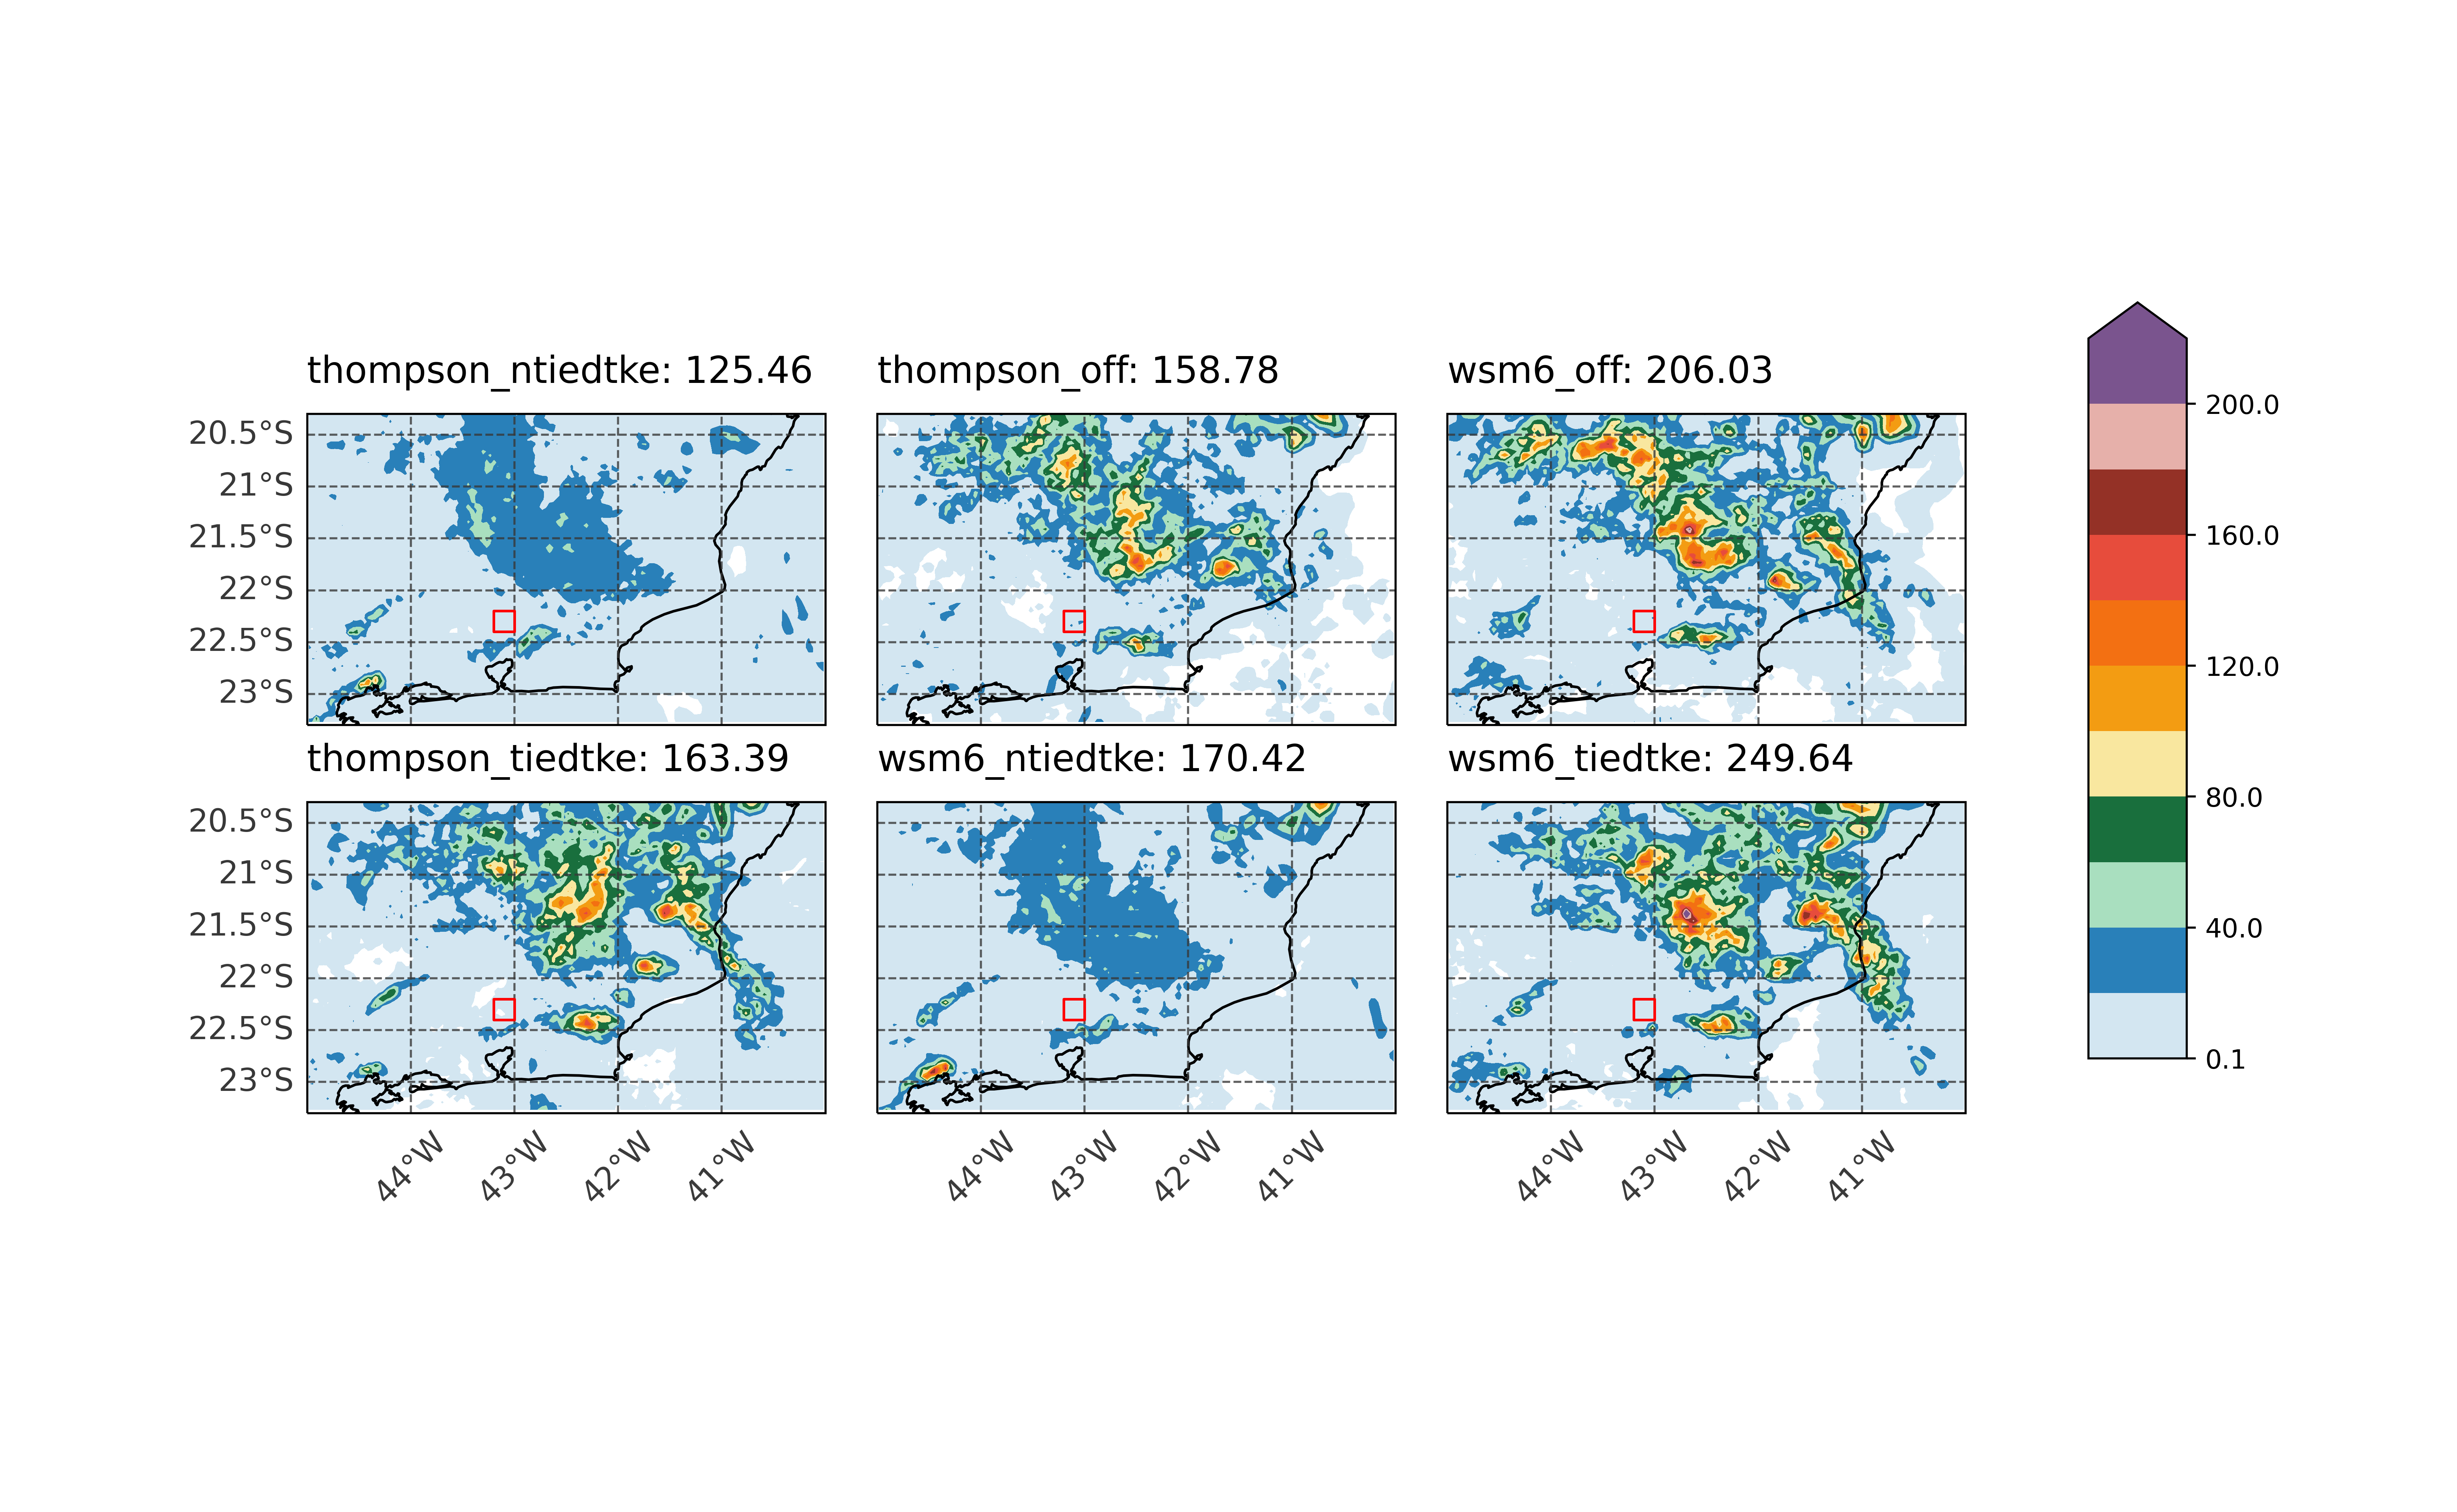 thompson_ntiedtke: 125.46
thompson_off: 158.78
wsm6_off: 206.03
20.5°S
21°S
21.5°S
22°S
22.5°S
23°S
thompson_tiedtke: 163.39
wsm6_ntiedtke: 170.42
wsm6_tiedtke: 249.64
20.5°S
21°S
21.5°S
22°S
22.5°S
23°S
44°W
43°W
42°W
41°W
44°W
43°W
42°W
41°W
44°W
43°W
42°W
41°W
200.0
160.0
120.0
80.0
40.0
0.1